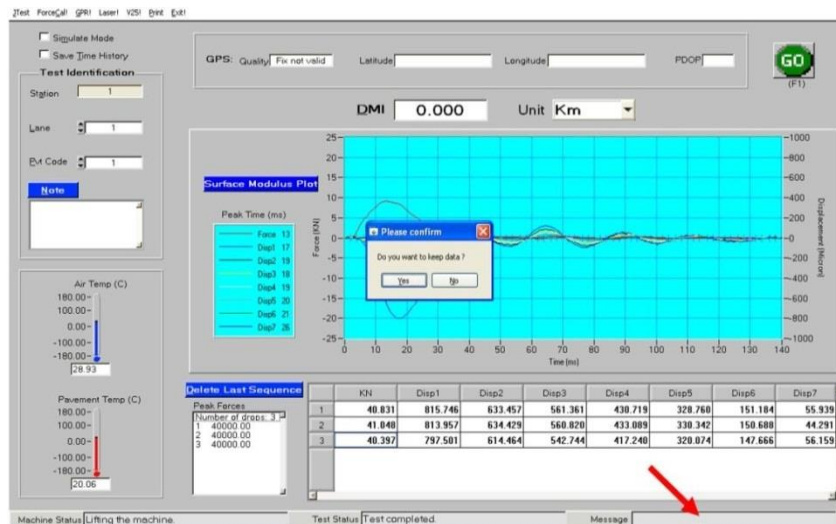 JTest ForceCal! GPR! Laser! V25! Print Exit!
Simulate Mode
Save Time History
Test Identification
Station 1
Lane 1
Pvt Code 1
Note
GPS: Quality Fix not valid Latitude Longitude PDOP
GO
(F1)
DMI 0.000 Unit Km
Surface Modulus Plot
Peak Time (ms)
Force 13
Disp1 17
Disp2 19
Disp3 18
Disp4 19
Disp5 20
Disp6 21
Disp7 26
Force (KN)
25
20
15
10
5
0
-5
-10
-15
-20
-25
0 10 20 30 40 50 60 70 80 90 100 110 120 130 140
Time (ms)
-1000
-800
-600
-400
-200
-0
-200
-400
-600
-800
-1000
Displacement (Micron)
Please confirm
Do you want to keep data ?
Yes No
Air Temp (C)
180.00
100.00
0.00
-100.00
-180.00
28.93
Pavement Temp (C)
180.00
100.00
0.00
-100.00
-180.00
20.06
Delete Last Sequence
Peak Forces
Number of drops: 3
1 40000.00
2 40000.00
3 40000.00
KN Disp1 Disp2 Disp3 Disp4 Disp5 Disp6 Disp7
1 40.831 815.746 633.457 561.361 430.719 328.760 151.184 55.939
2 41.048 813.957 634.429 560.820 433.089 330.342 150.688 44.291
3 40.397 797.501 614.464 542.744 417.240 320.074 147.666 56.159
Machine Status Lifting the machine. Test Status Test completed. Message